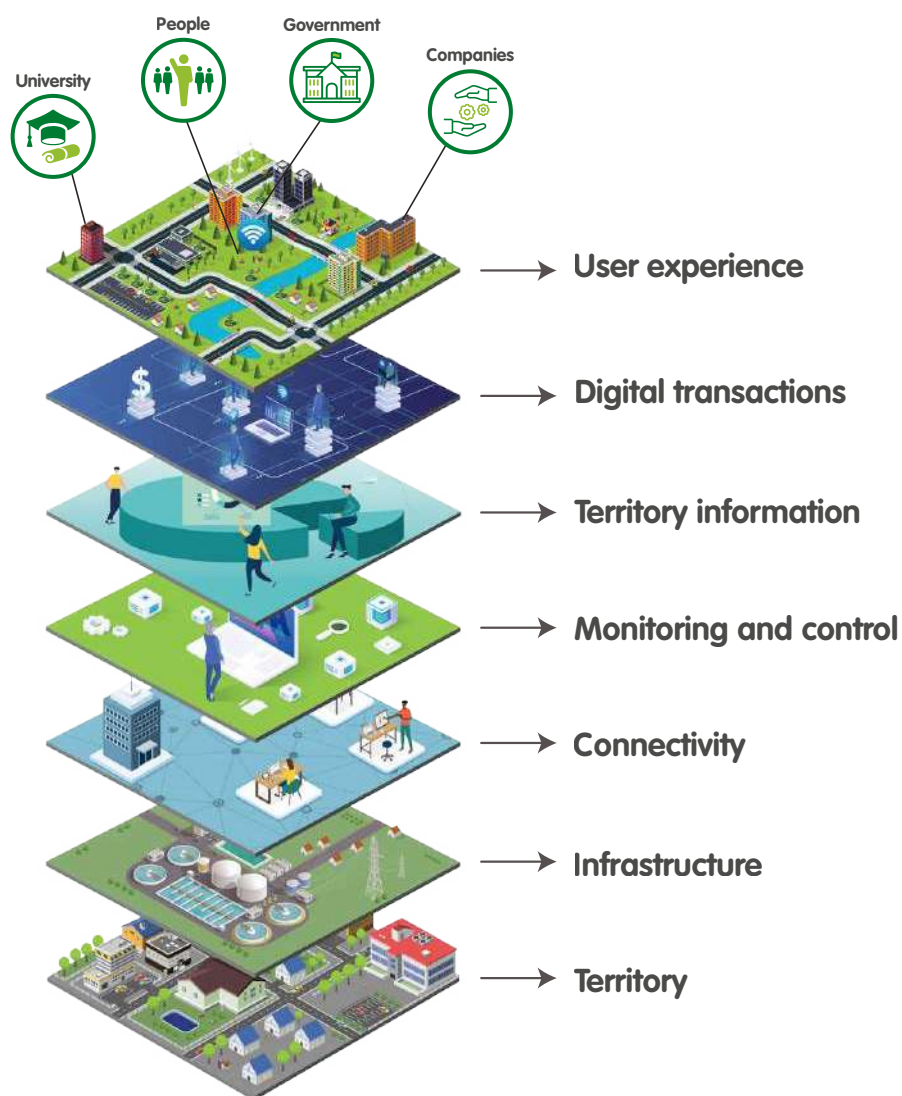 People
Government
Companies
University
User experience
Digital transactions
Territory information
Monitoring and control
Connectivity
Infrastructure
Territory